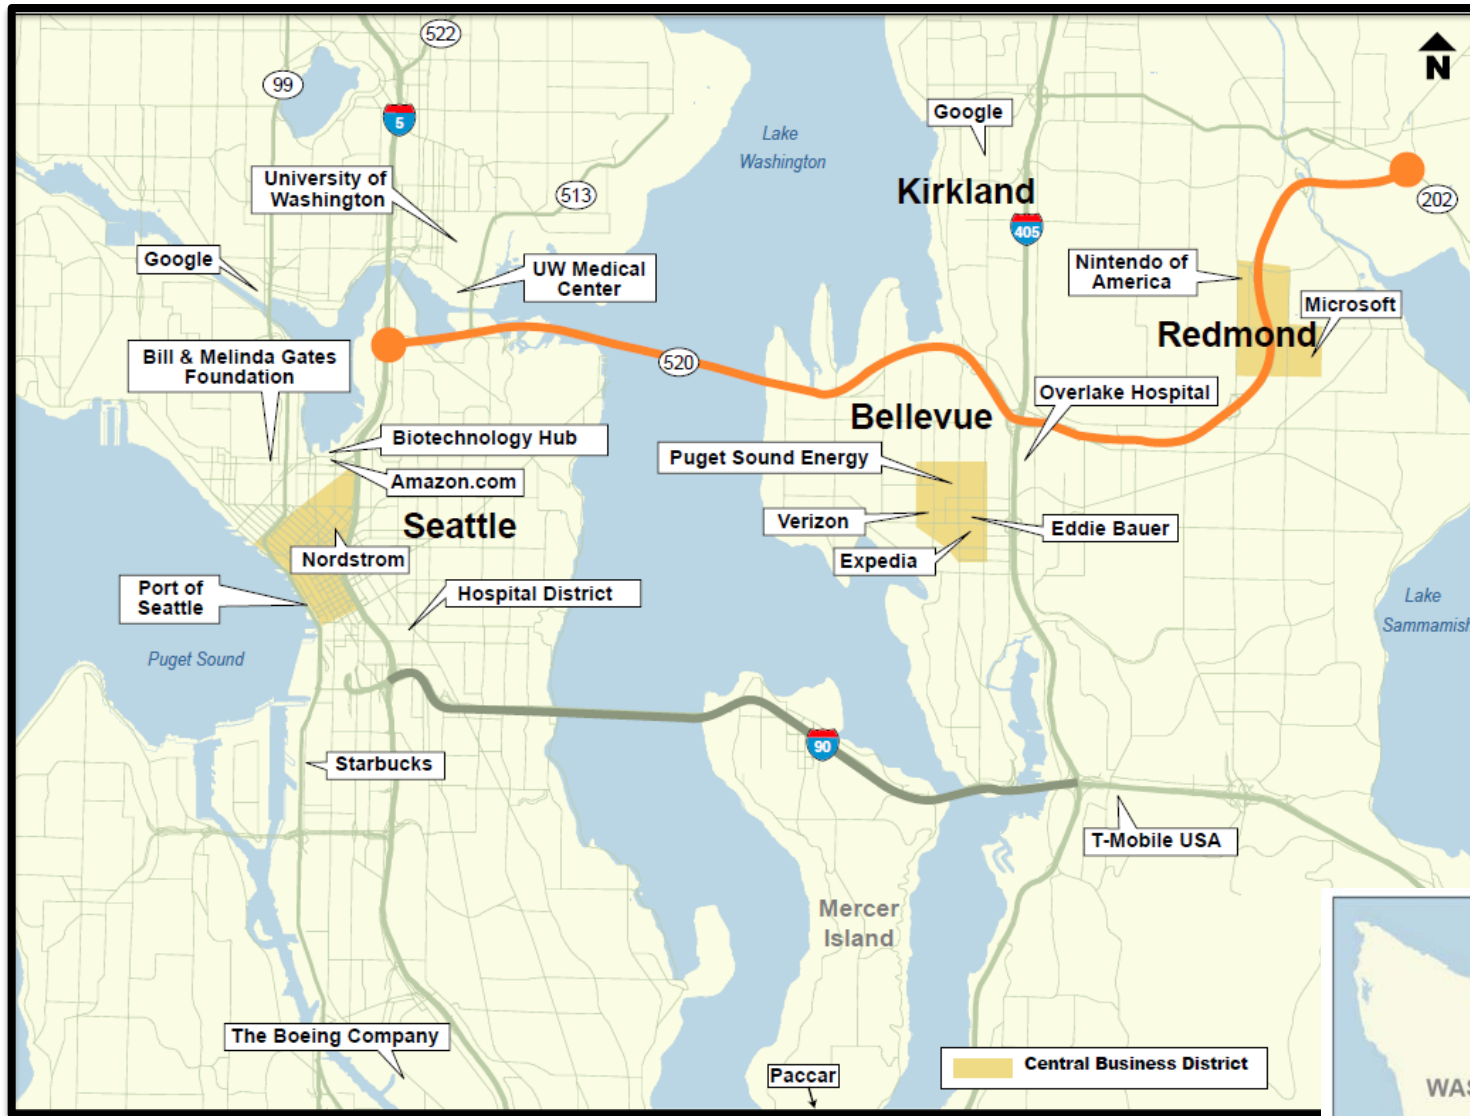 522
99
5
N
Google
Lake
Washington
University of
Washington
513
Kirkland
202
405
Google
UW Medical
Center
Nintendo of
America
Microsoft
Redmond
Bill & Melinda Gates
Foundation
520
Overlake Hospital
Bellevue
Biotechnology Hub
Puget Sound Energy
Amazon.com
Seattle
Verizon
Eddie Bauer
Nordstrom
Expedia
Port of
Seattle
Hospital District
Lake
Sammamish
Puget Sound
90
Starbucks
T-Mobile USA
Mercer
Island
The Boeing Company
Paccar
Central Business District
WAS